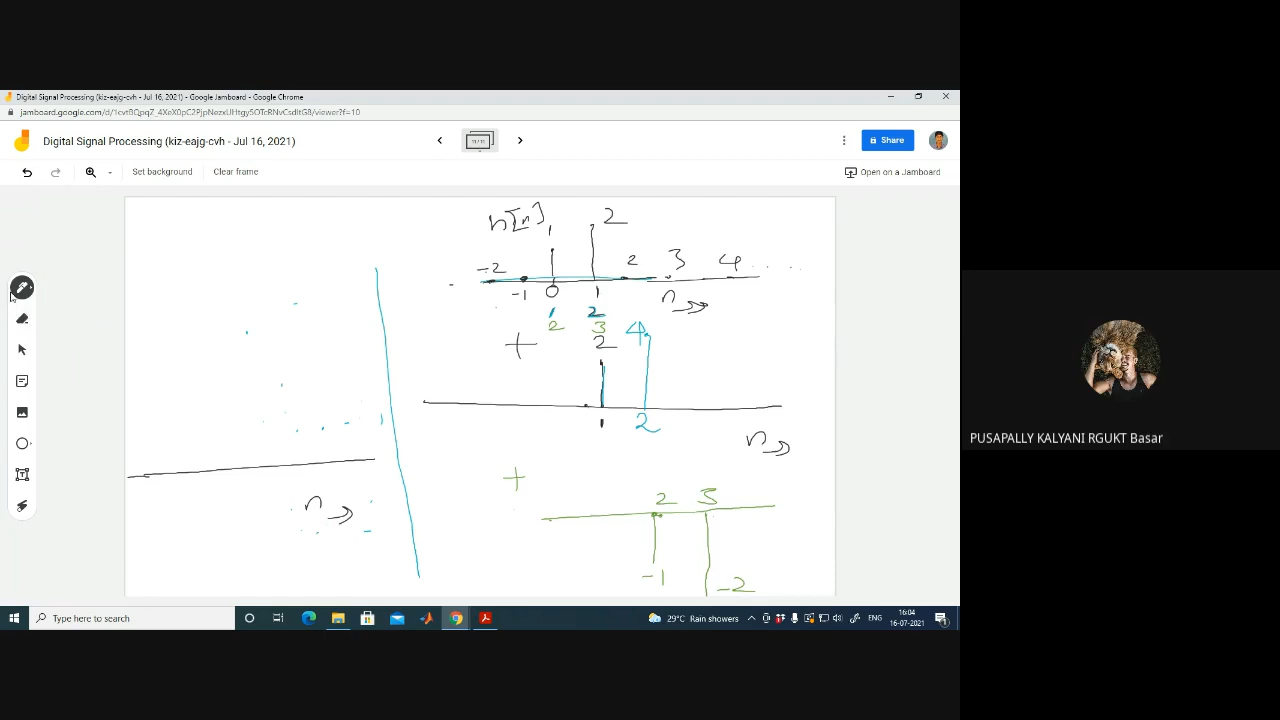 Digital Signal Processing (kiz-eajg-cvh - Jul 16, 2021) - Google Jamboard - Google Chrome
Digital Signal Processing (kiz-eajg-cvh - Jul 16, 2021)
11 / 11
Share
Set background
Clear frame
Open on a Jamboard
h[n]
1
2
-2
2
3
4
-1
0
1
n
1
2
2
3
4
+
2
1
2
n
+
2
3
n
-1
-2
PUSAPALLY KALYANI RGUKT Basar
Type here to search
29°C Rain showers
ENG
16:04
16-07-2021